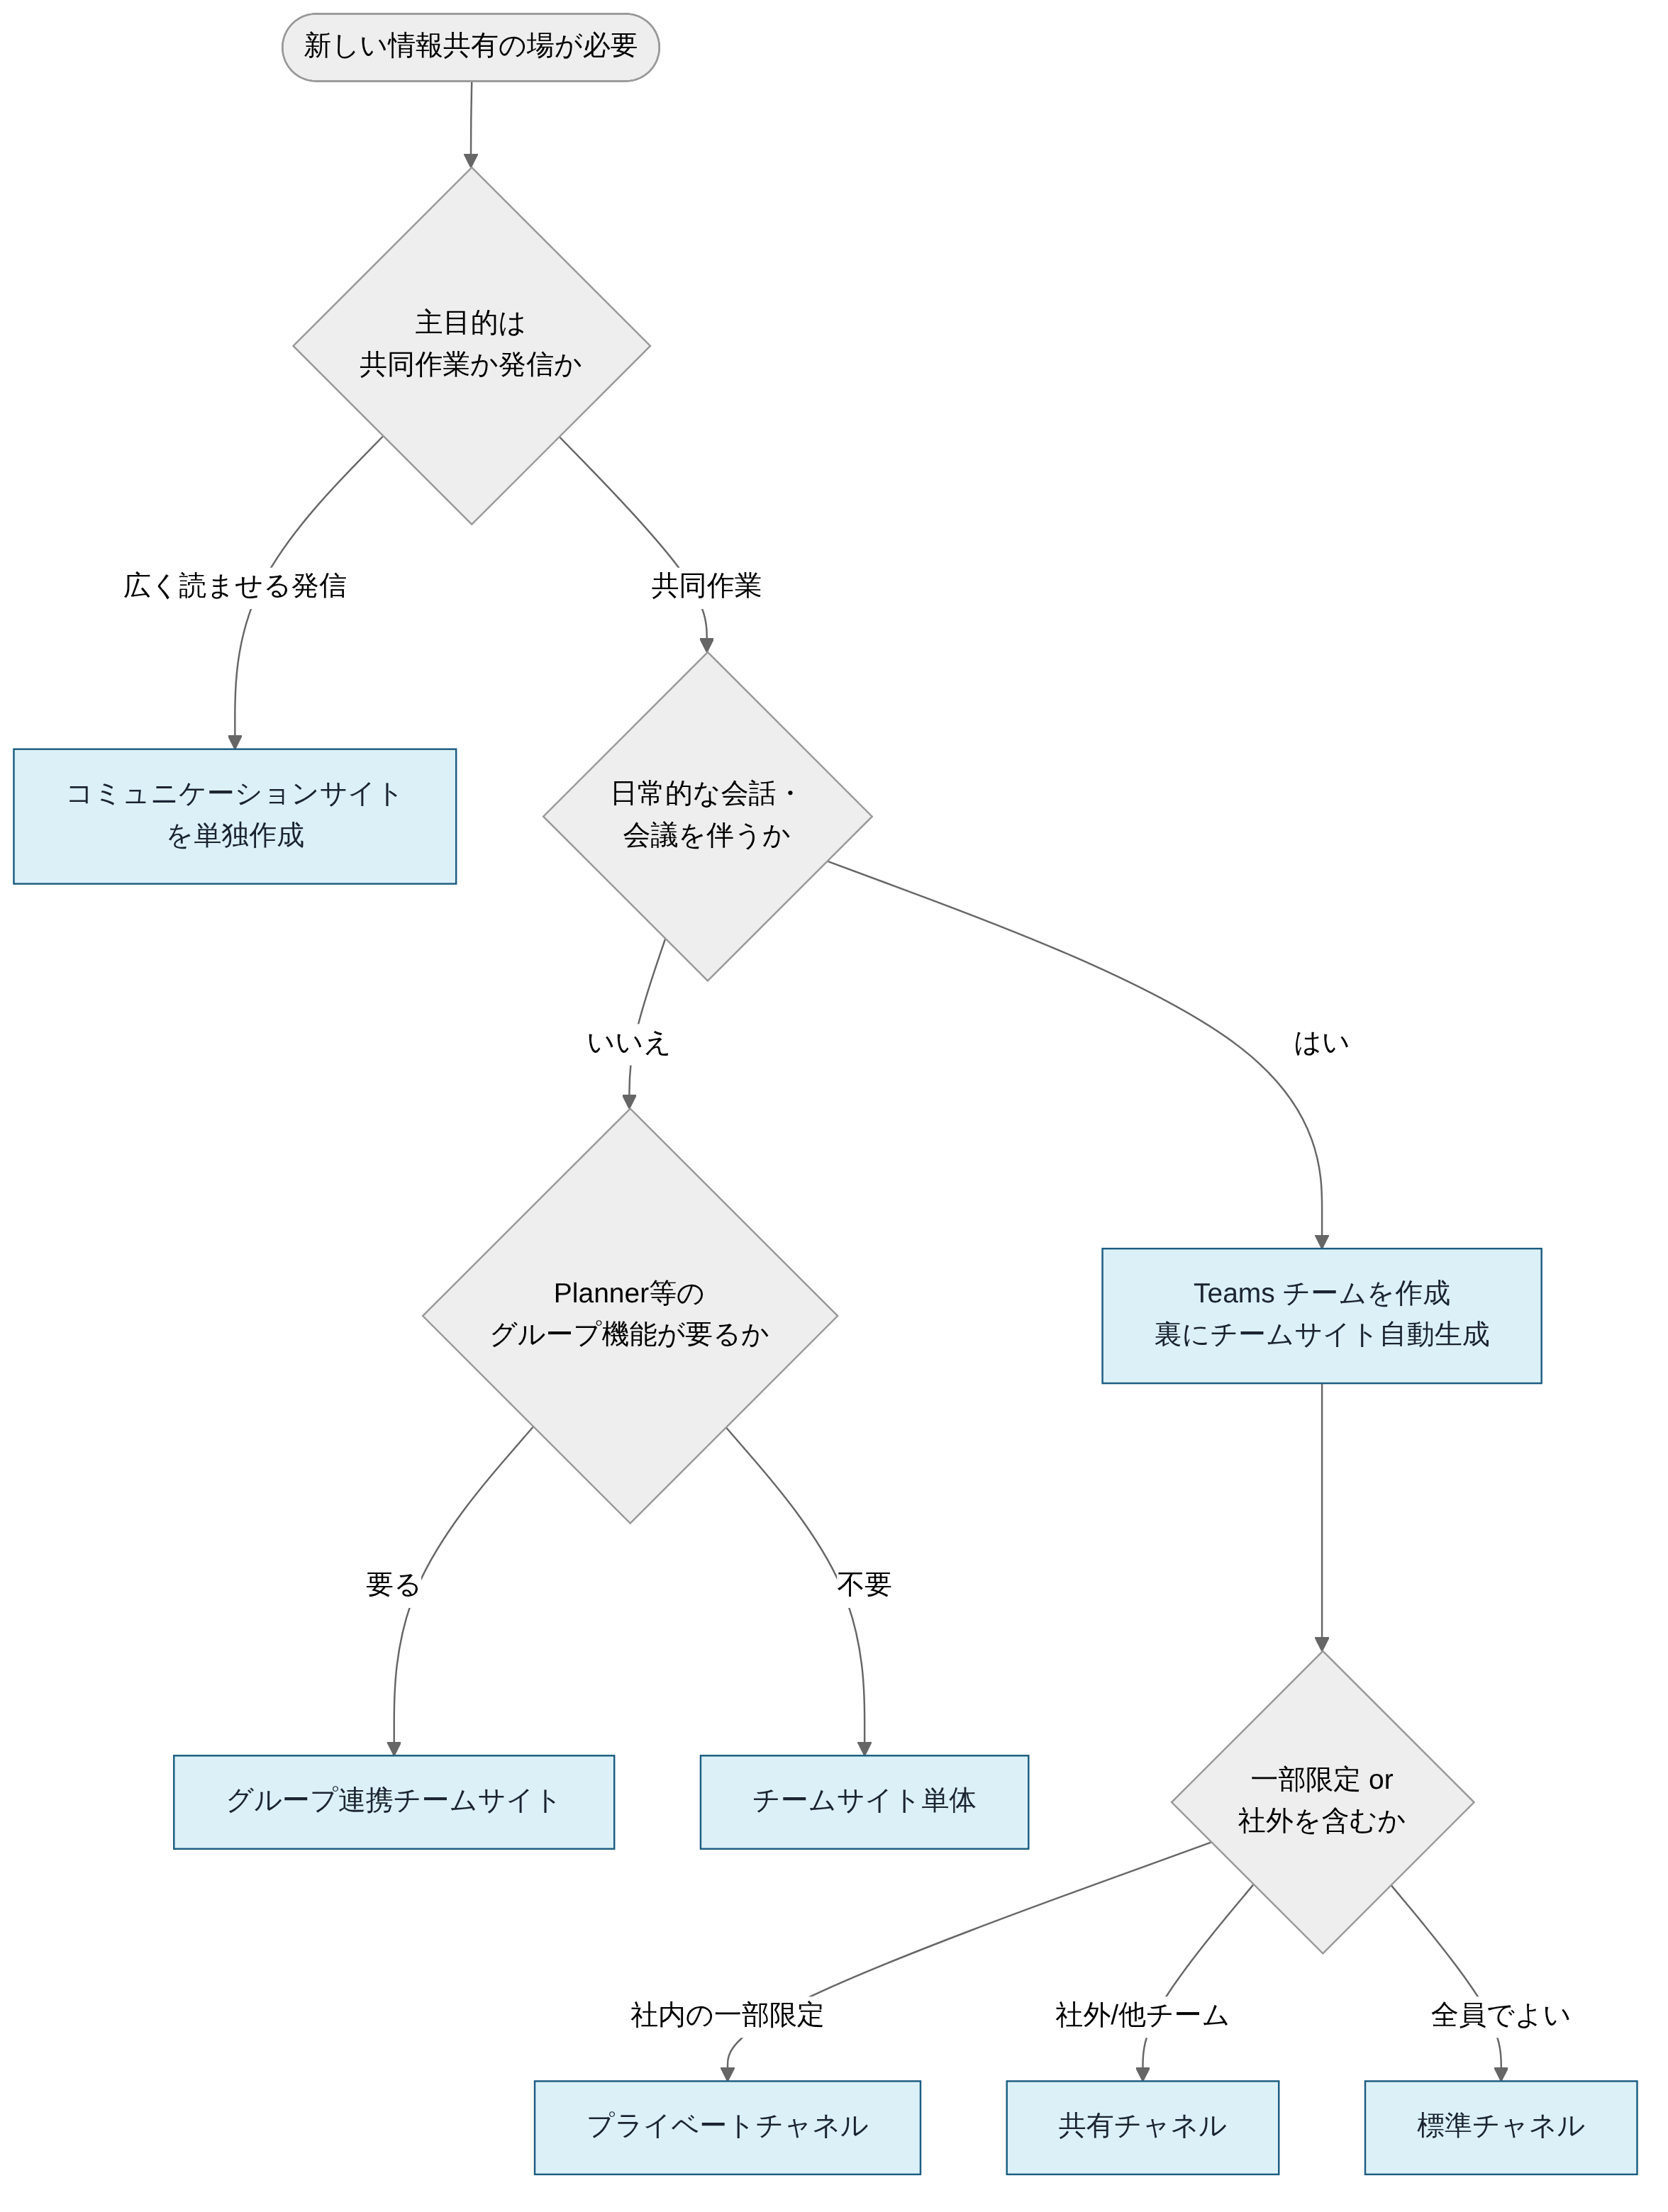 新しい情報共有の場が必要
主目的は
共同作業か発信か
広く読ませる発信
共同作業
コミュニケーションサイト
を単独作成
日常的な会話・
会議を伴うか
いいえ
はい
Planner等の
グループ機能が要るか
Teams チームを作成
裏にチームサイト自動生成
要る
不要
グループ連携チームサイト
チームサイト単体
一部限定 or
社外を含むか
社内の一部限定
社外/他チーム
全員でよい
プライベートチャネル
共有チャネル
標準チャネル